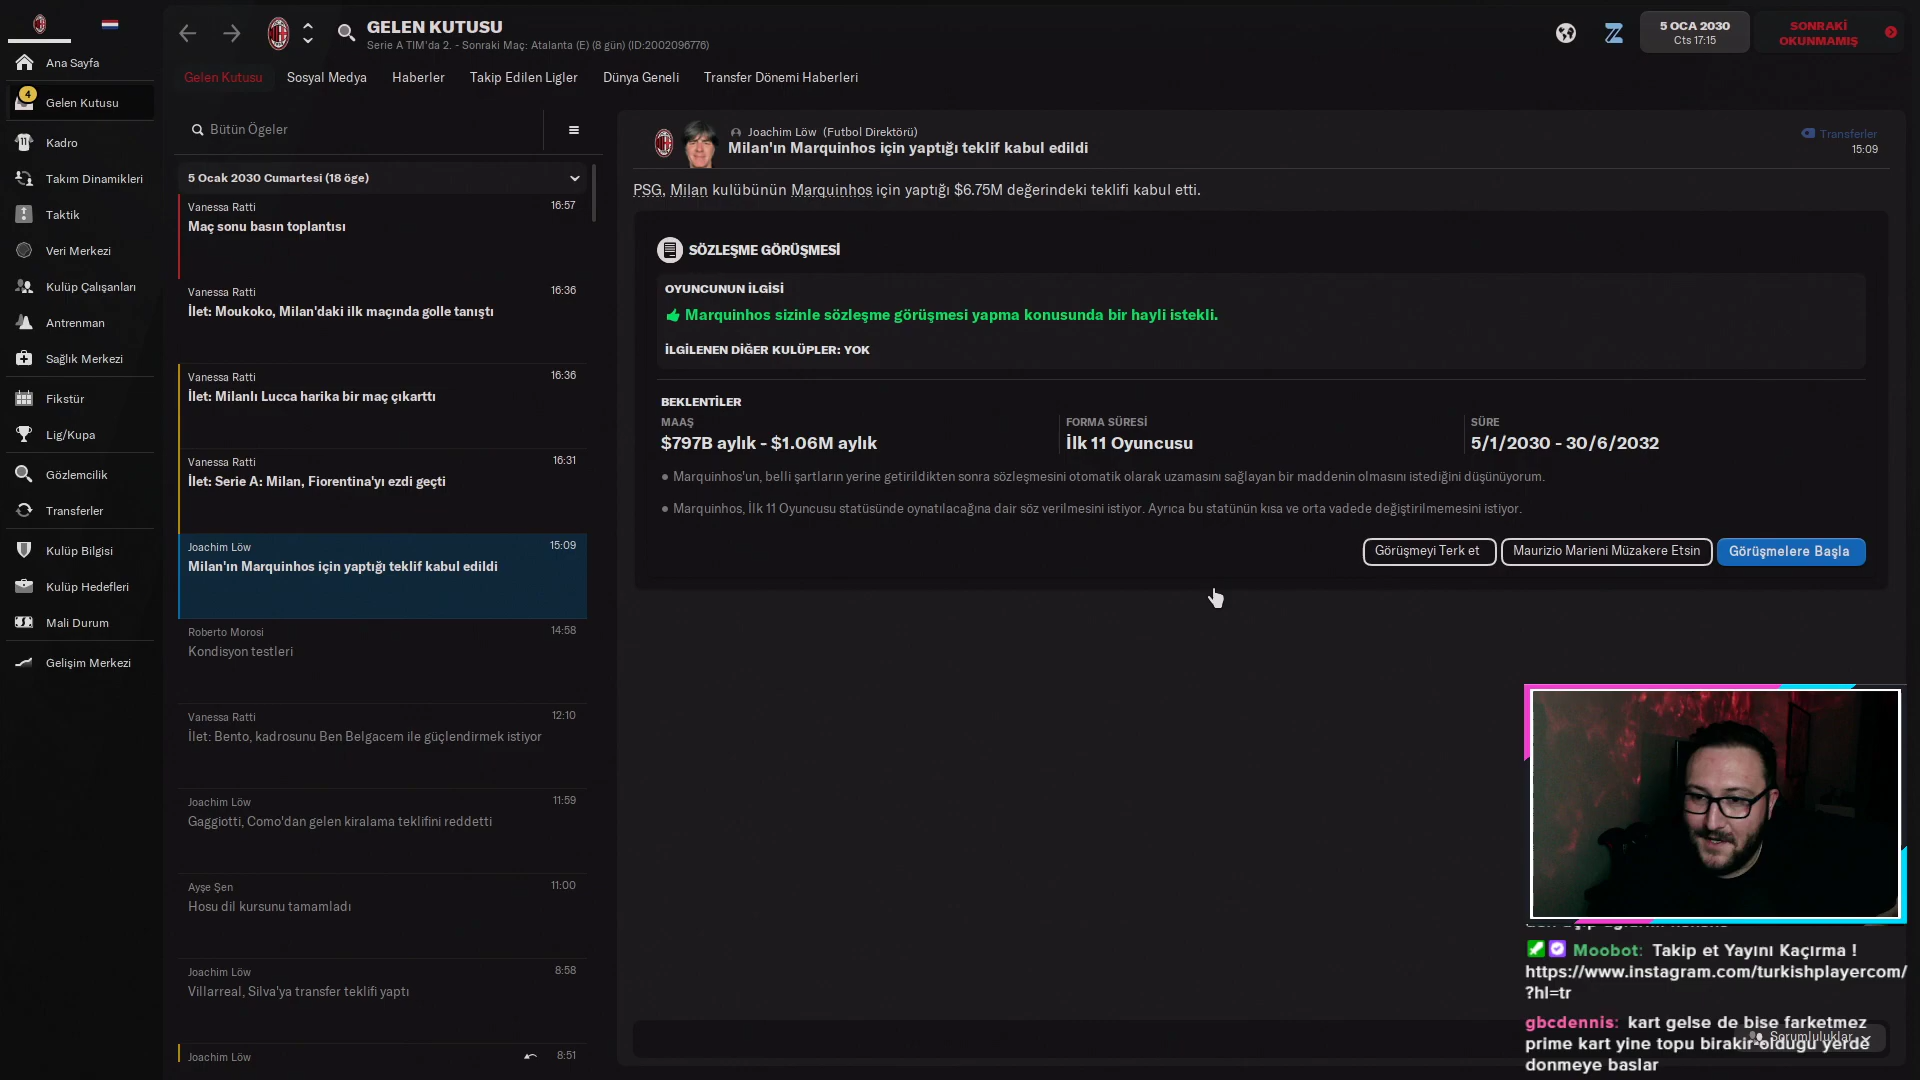 GELEN KUTUSU
Serie A TIM'da 2. - Sonraki Maç: Atalanta (E) (8 gün) (ID:2002096776)
5 OCA 2030
Cts 17:15
SONRAKİ
OKUNMAMIŞ
Gelen Kutusu
Sosyal Medya
Haberler
Takip Edilen Ligler
Dünya Geneli
Transfer Dönemi Haberleri
Ana Sayfa
4
Gelen Kutusu
11
Kadro
Takım Dinamikleri
Taktik
Veri Merkezi
Kulüp Çalışanları
Antrenman
Sağlık Merkezi
Fikstür
Lig/Kupa
Gözlemcilik
Transferler
Kulüp Bilgisi
Kulüp Hedefleri
Mali Durum
Gelişim Merkezi
Bütün Ögeler
5 Ocak 2030 Cumartesi (18 öge)
Vanessa Ratti 16:57
Maç sonu basın toplantısı
Vanessa Ratti 16:36
İlet: Moukoko, Milan'daki ilk maçında golle tanıştı
Vanessa Ratti 16:36
İlet: Milanlı Lucca harika bir maç çıkarttı
Vanessa Ratti 16:31
İlet: Serie A: Milan, Fiorentina'yı ezdi geçti
Joachim Löw 15:09
Milan'ın Marquinhos için yaptığı teklif kabul edildi
Roberto Morosi 14:58
Kondisyon testleri
Vanessa Ratti 12:10
İlet: Bento, kadrosunu Ben Belgacem ile güçlendirmek istiyor
Joachim Löw 11:59
Gaggiotti, Como'dan gelen kiralama teklifini reddetti
Ayşe Şen 11:00
Hosu dil kursunu tamamladı
Joachim Löw 8:58
Villarreal, Silva'ya transfer teklifi yaptı
Joachim Löw 8:51
Joachim Löw (Futbol Direktörü)
Milan'ın Marquinhos için yaptığı teklif kabul edildi
Transferler
15:09
PSG, Milan kulübünün Marquinhos için yaptığı $6.75M değerindeki teklifi kabul etti.
SÖZLEŞME GÖRÜŞMESİ
OYUNCUNUN İLGİSİ
Marquinhos sizinle sözleşme görüşmesi yapma konusunda bir hayli istekli.
İLGİLENEN DİĞER KULÜPLER: YOK
BEKLENTİLER
MAAŞ
$797B aylık - $1.06M aylık
FORMA SÜRESİ
İlk 11 Oyuncusu
SÜRE
5/1/2030 - 30/6/2032
Marquinhos'un, belli şartların yerine getirildikten sonra sözleşmesini otomatik olarak uzamasını sağlayan bir maddenin olmasını istediğini düşünüyorum.
Marquinhos, İlk 11 Oyuncusu statüsünde oynatılacağına dair söz verilmesini istiyor. Ayrıca bu statünün kısa ve orta vadede değiştirilmemesini istiyor.
Görüşmeyi Terk et
Maurizio Marieni Müzakere Etsin
Görüşmelere Başla
Moobot: Takip et Yayını Kaçırma !
https://www.instagram.com/turkishplayercom/
?hl=tr
gbcdennis: kart gelse de bise farketmez
prime kart yine topu birakir oldugu yerde
donmeye baslar
Sorumluluklar